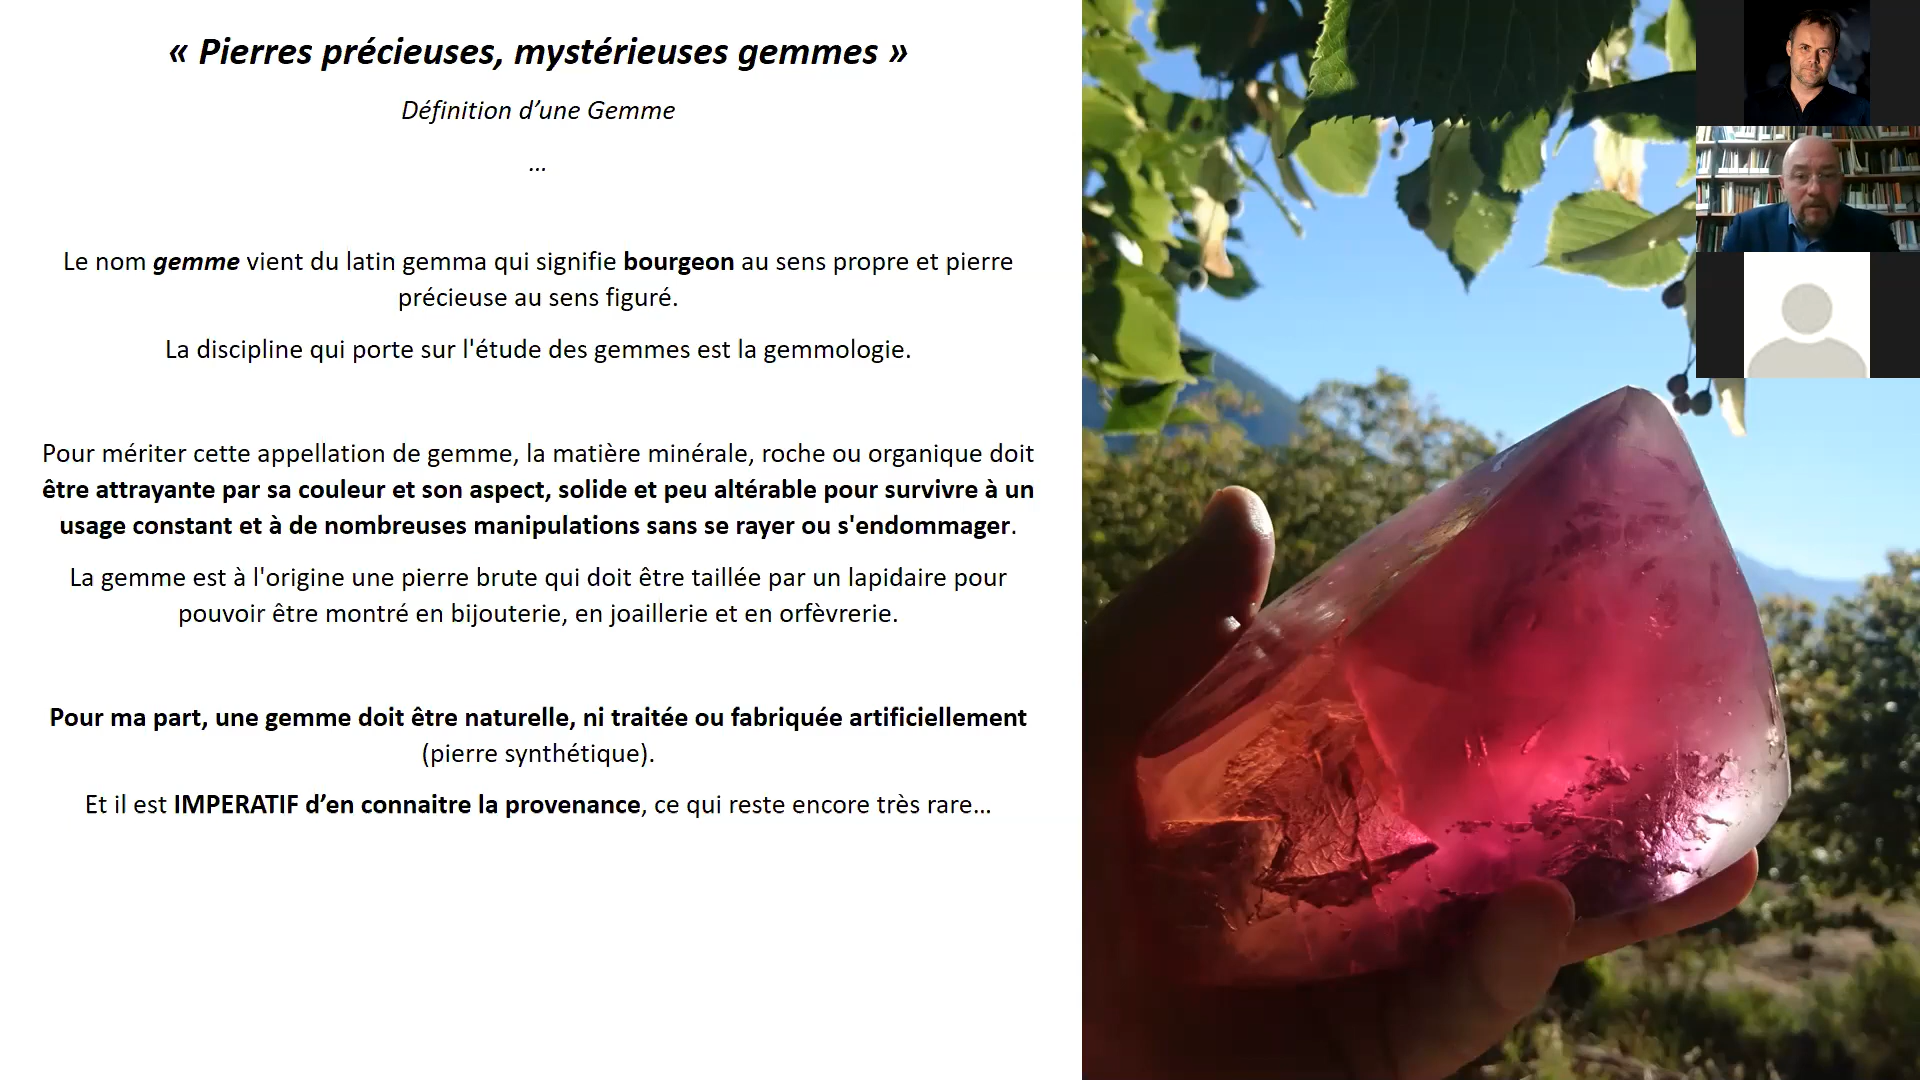 « Pierres précieuses, mystérieuses gemmes »
Définition d’une Gemme
...
Le nom gemme vient du latin gemma qui signifie bourgeon au sens propre et pierre
précieuse au sens figuré.
La discipline qui porte sur l'étude des gemmes est la gemmologie.
Pour mériter cette appellation de gemme, la matière minérale, roche ou organique doit
être attrayante par sa couleur et son aspect, solide et peu altérable pour survivre à un
usage constant et à de nombreuses manipulations sans se rayer ou s'endommager.
La gemme est à l'origine une pierre brute qui doit être taillée par un lapidaire pour
pouvoir être montré en bijouterie, en joaillerie et en orfèvrerie.
Pour ma part, une gemme doit être naturelle, ni traitée ou fabriquée artificiellement
(pierre synthétique).
Et il est IMPERATIF d’en connaitre la provenance, ce qui reste encore très rare...